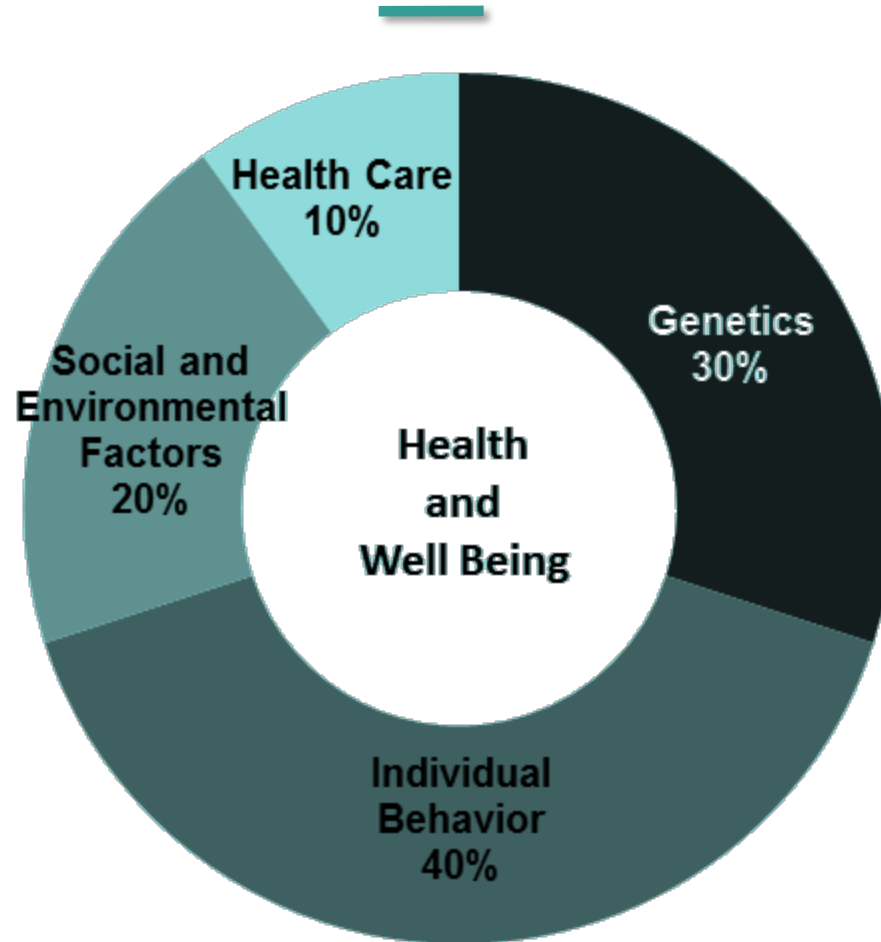 Health Care
10%
Genetics
30%
Social and
Environmental
Factors
20%
Health
and
Well Being
Individual
Behavior
40%